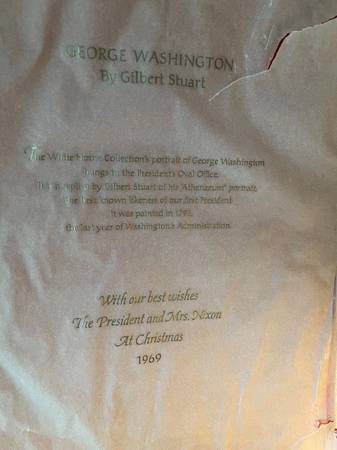 GEORGE WASHINGTON
By Gilbert Stuart
The White House Collection's portrait of George Washington
hangs in the President's Oval Office.
It is a replica by Gilbert Stuart of his "Athenaeum" portrait,
the best known likeness of our first President.
It was painted in
the last year of Washington's Administration.
With our best wishes
The President and Mrs. Nixon
At Christmas
1969